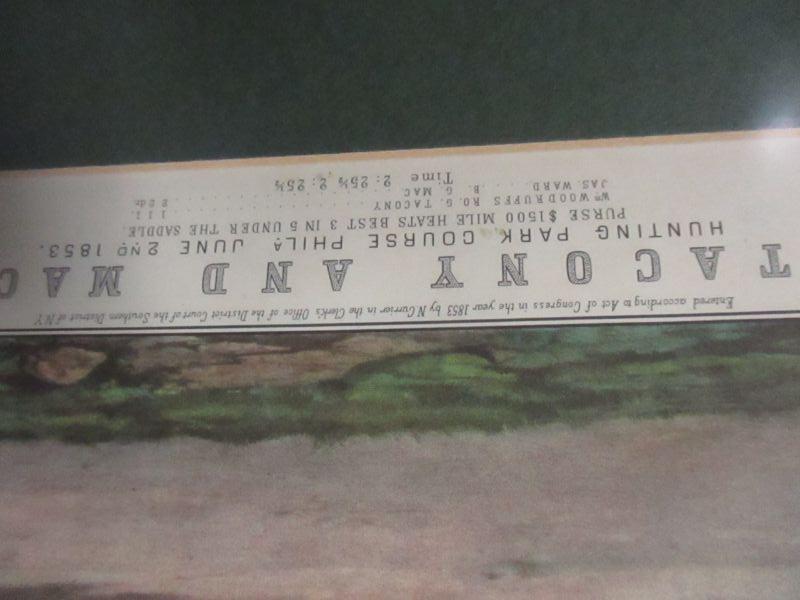 Entered according to Act of Congress in the year 1853 by N. Currier in the Clerk's Office of the District Court of the Southern District of N.Y.
TACONY AND MAC
HUNTING PARK COURSE PHILA JUNE 2ND 1853.
PURSE $1500 MILE HEATS BEST 3 IN 5 UNDER THE SADDLE.
Wm WOODRUFFS RO. G. TACONY 1 1 1.
JAS. WARD B. G. MAC 2 2 dr.
Time 2:25½ 2:25½